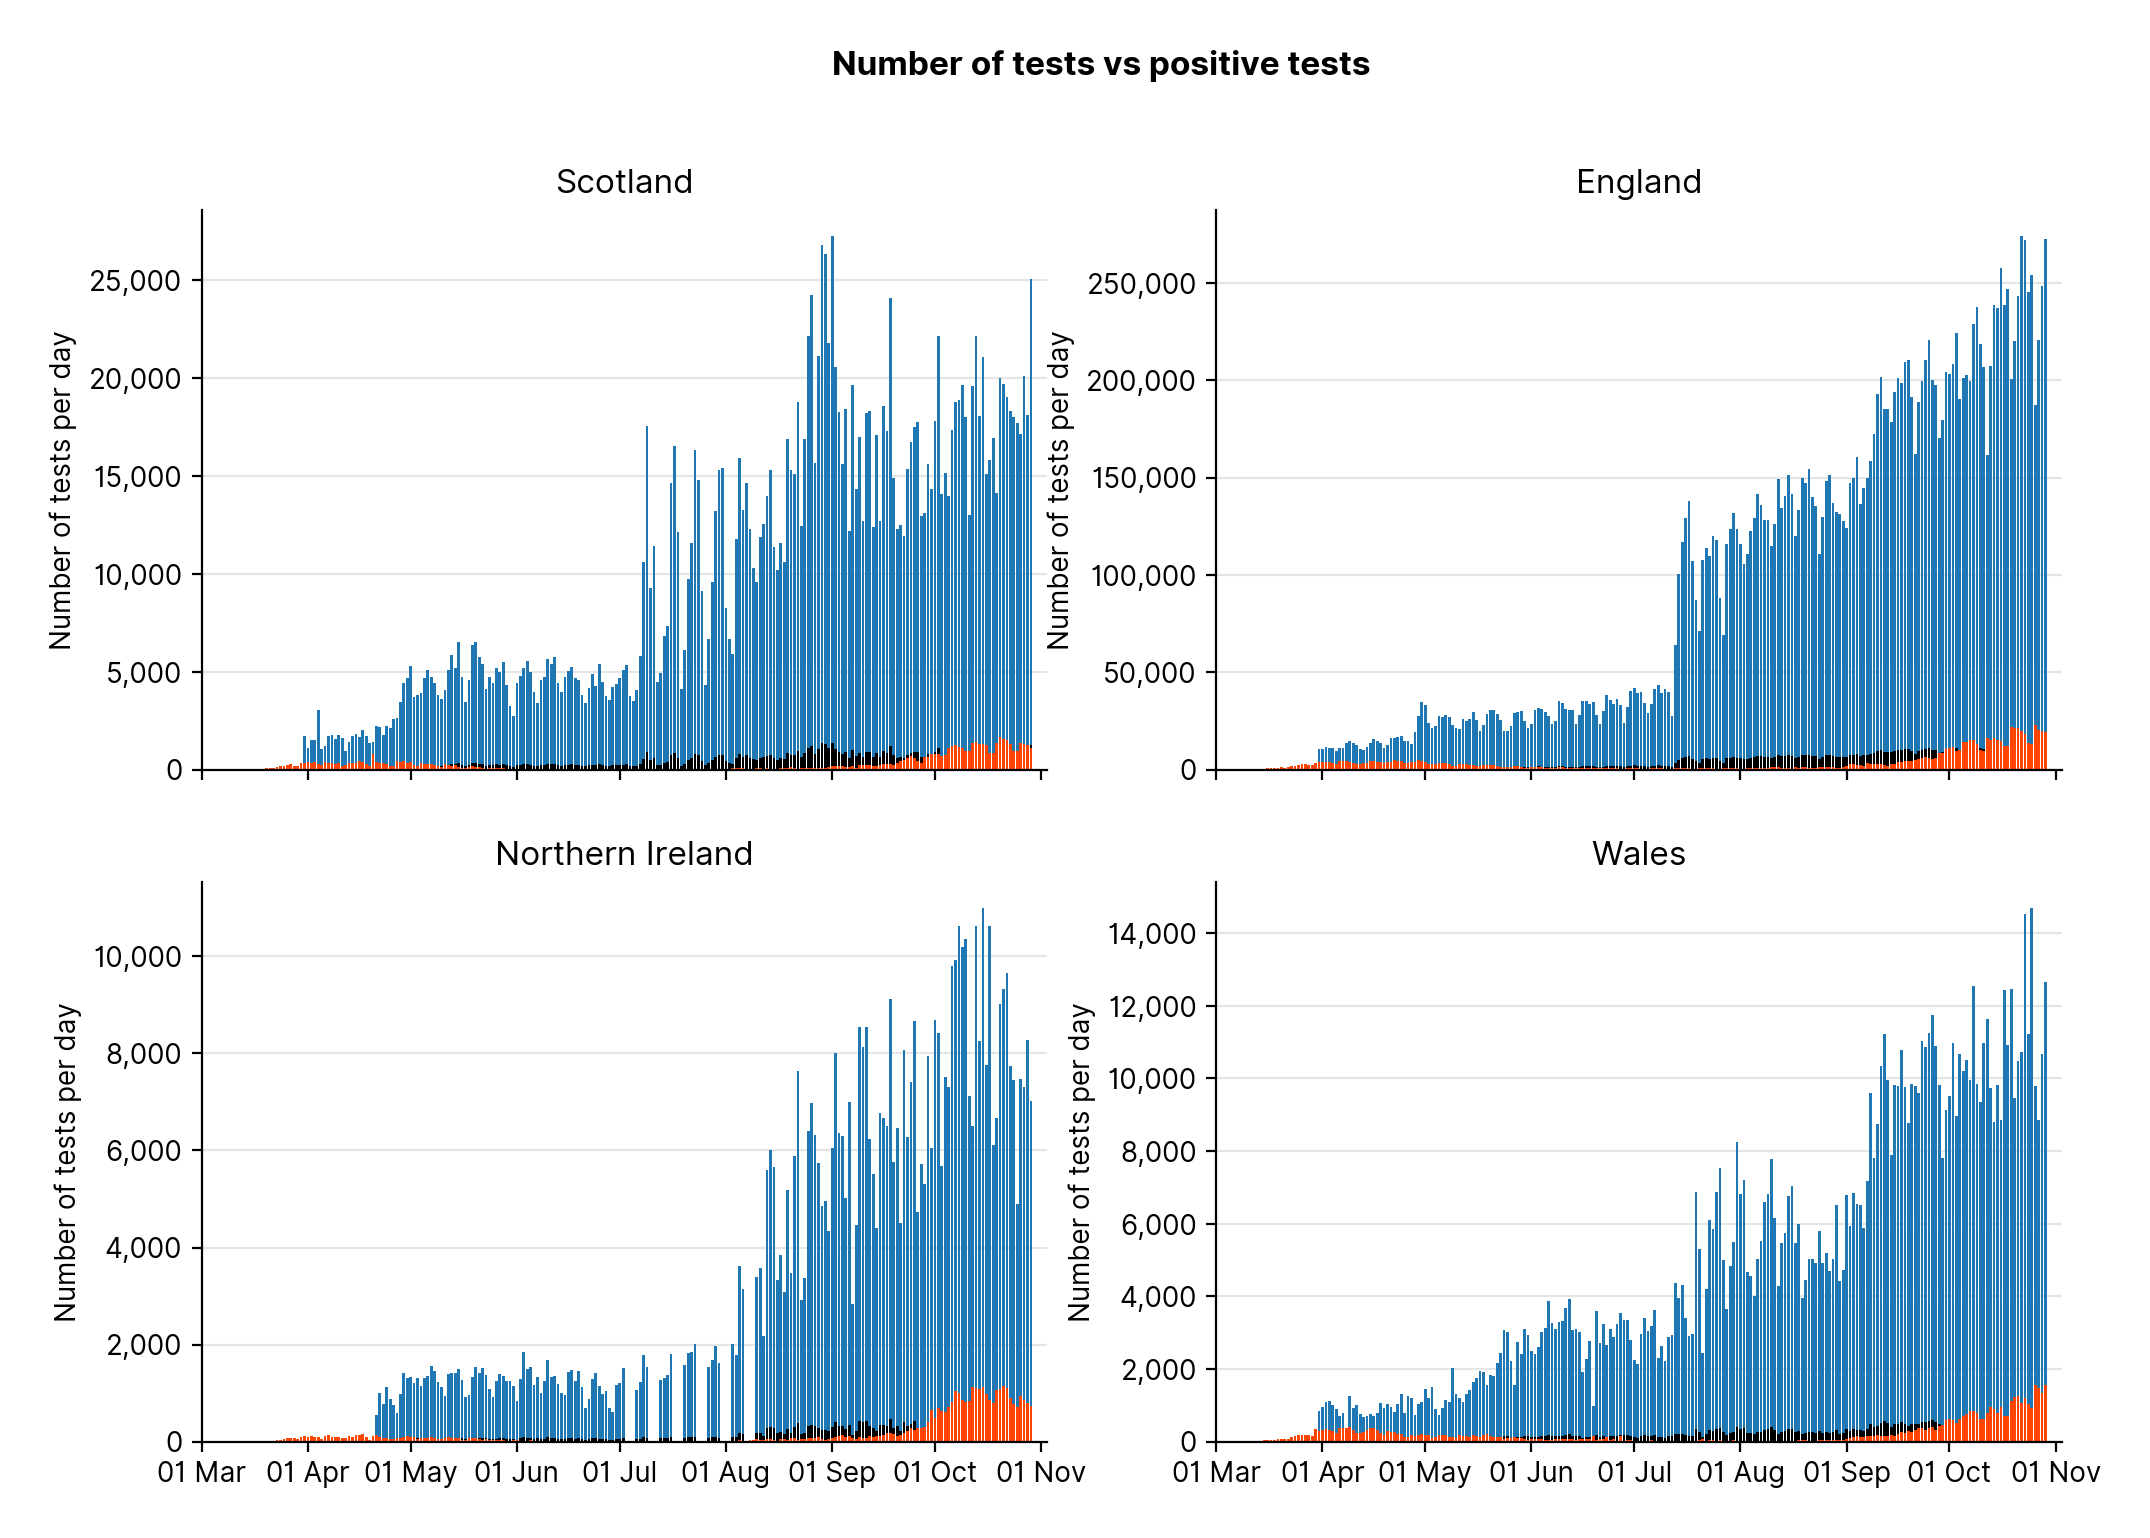 Number of tests vs positive tests
Scotland
England
Number of tests per day
25,000
20,000
15,000
10,000
5,000
0
Number of tests per day
250,000
200,000
150,000
100,000
50,000
0
Northern Ireland
Wales
Number of tests per day
10,000
8,000
6,000
4,000
2,000
0
01 Mar 01 Apr 01 May 01 Jun 01 Jul 01 Aug 01 Sep 01 Oct 01 Nov
Number of tests per day
14,000
12,000
10,000
8,000
6,000
4,000
2,000
0
01 Mar 01 Apr 01 May 01 Jun 01 Jul 01 Aug 01 Sep 01 Oct 01 Nov